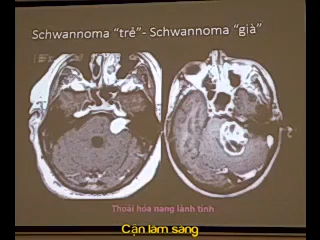 Schwannoma “trẻ”- Schwannoma “già”
Thoái hóa nang lành tính
Cận lâm sàng